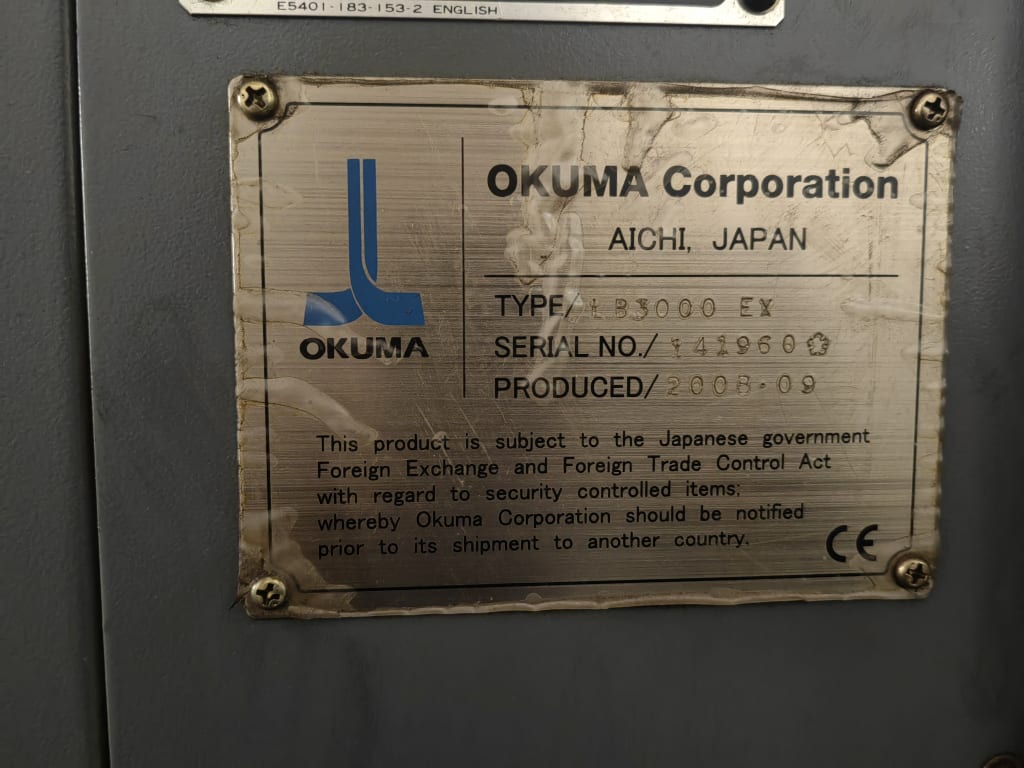 E5401-183-153-2 ENGLISH
OKUMA
OKUMA Corporation
AICHI, JAPAN
TYPE/LB3000 EX
SERIAL NO./141960
PRODUCED/2008-09
This product is subject to the Japanese government
Foreign Exchange and Foreign Trade Control Act
with regard to security controlled items;
whereby Okuma Corporation should be notified
prior to its shipment to another country.
CE